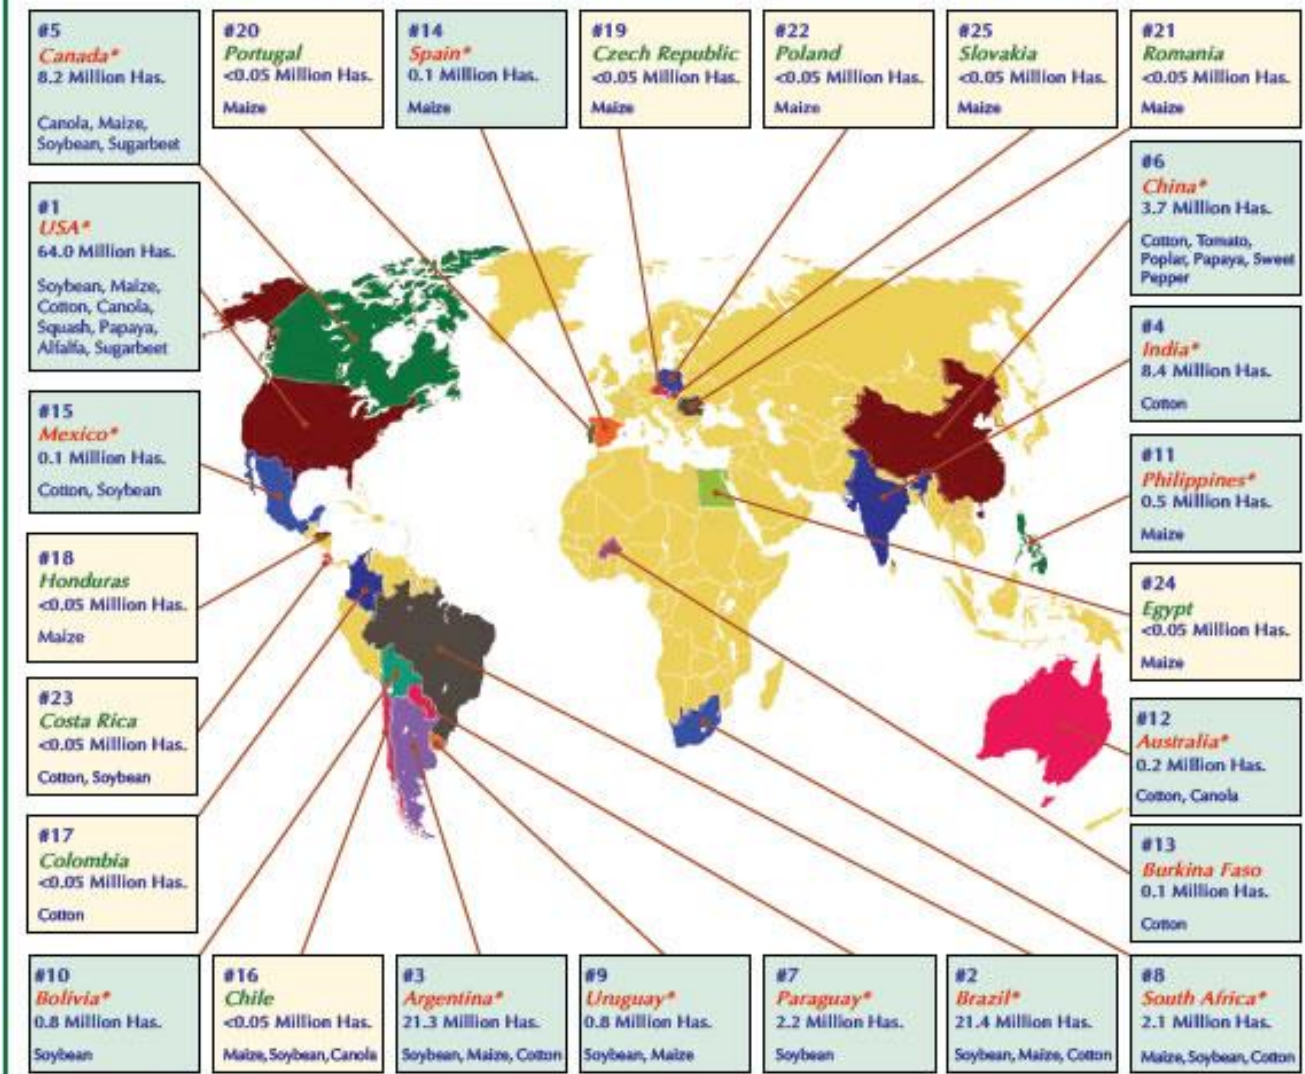 #5
Canada*
8.2 Million Has.
Canola, Maize,
Soybean, Sugarbeet
#20
Portugal
<0.05 Million Has.
Maize
#14
Spain*
0.1 Million Has.
Maize
#19
Czech Republic
<0.05 Million Has.
Maize
#22
Poland
<0.05 Million Has.
Maize
#25
Slovakia
<0.05 Million Has.
Maize
#21
Romania
<0.05 Million Has.
Maize
#1
USA*
64.0 Million Has.
Soybean, Maize,
Cotton, Canola,
Squash, Papaya,
Alfalfa, Sugarbeet
#6
China*
3.7 Million Has.
Cotton, Tomato,
Poplar, Papaya, Sweet
Pepper
#4
India*
8.4 Million Has.
Cotton
#15
Mexico*
0.1 Million Has.
Cotton, Soybean
#11
Philippines*
0.5 Million Has.
Maize
#18
Honduras
<0.05 Million Has.
Maize
#24
Egypt
<0.05 Million Has.
Maize
#23
Costa Rica
<0.05 Million Has.
Cotton, Soybean
#12
Australia*
0.2 Million Has.
Cotton, Canola
#17
Colombia
<0.05 Million Has.
Cotton
#13
Burkina Faso
0.1 Million Has.
Cotton
#10
Bolivia*
0.8 Million Has.
Soybean
#16
Chile
<0.05 Million Has.
Maize, Soybean, Canola
#3
Argentina*
21.3 Million Has.
Soybean, Maize, Cotton
#9
Uruguay*
0.8 Million Has.
Soybean, Maize
#7
Paraguay*
2.2 Million Has.
Soybean
#2
Brazil*
21.4 Million Has.
Soybean, Maize, Cotton
#8
South Africa*
2.1 Million Has.
Maize, Soybean, Cotton